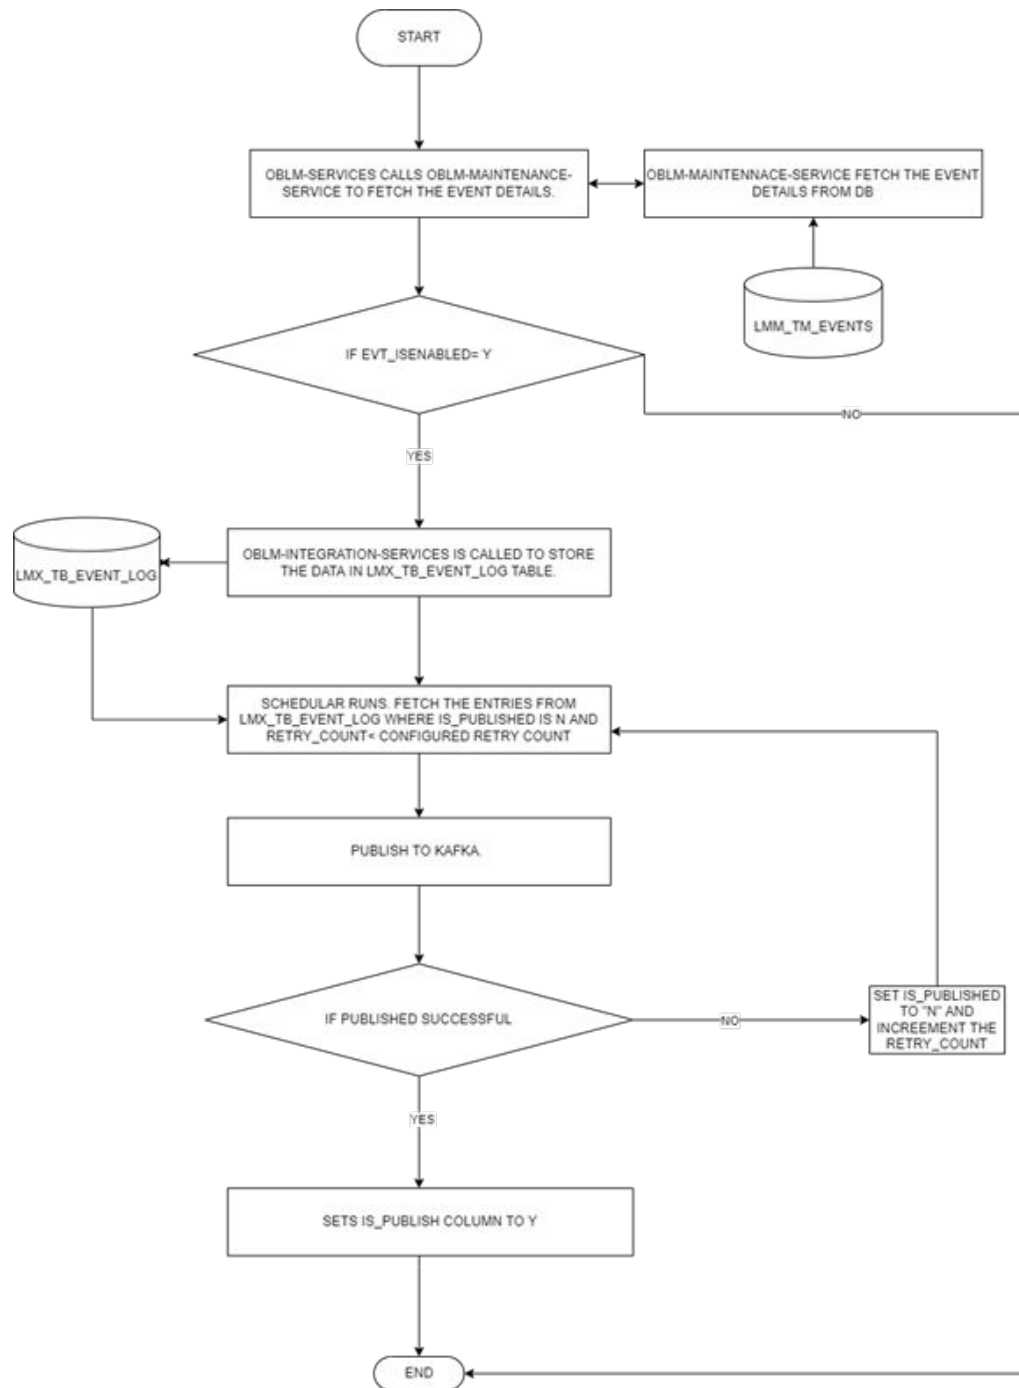 START
OBLM-SERVICES CALLS OBLM-MAINTENANCE-
SERVICE TO FETCH THE EVENT DETAILS.
OBLM-MAINTENNACE-SERVICE FETCH THE EVENT
DETAILS FROM DB
LMM_TM_EVENTS
IF EVT_ISENABLED= Y
NO
YES
OBLM-INTEGRATION-SERVICES IS CALLED TO STORE
THE DATA IN LMX_TB_EVENT_LOG TABLE.
LMX_TB_EVENT_LOG
SCHEDULAR RUNS. FETCH THE ENTRIES FROM
LMX_TB_EVENT_LOG WHERE IS_PUBLISHED IS N AND
RETRY_COUNT< CONFIGURED RETRY COUNT
PUBLISH TO KAFKA.
IF PUBLISHED SUCCESSFUL
NO
SET IS_PUBLISHED
TO "N" AND
INCREEMENT THE
RETRY_COUNT
YES
SETS IS_PUBLISH COLUMN TO Y
END